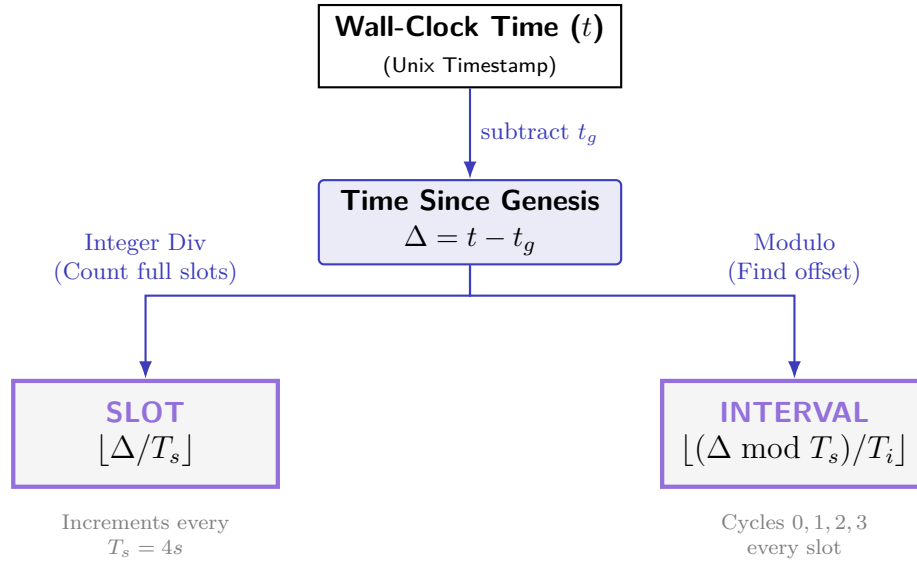 Wall-Clock Time (t)
(Unix Timestamp)
subtract t_g
Time Since Genesis
Δ = t − t_g
Integer Div
(Count full slots)
Modulo
(Find offset)
SLOT
⌊Δ/T_s⌋
INTERVAL
⌊(Δ mod T_s)/T_i⌋
Increments every
T_s = 4s
Cycles 0, 1, 2, 3
every slot